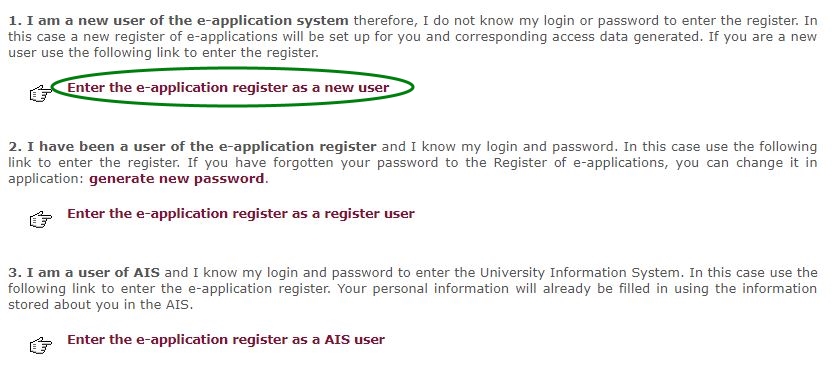 1. I am a new user of the e-application system therefore, I do not know my login or password to enter the register. In
this case a new register of e-applications will be set up for you and corresponding access data generated. If you are a new
user use the following link to enter the register.
Enter the e-application register as a new user
2. I have been a user of the e-application register and I know my login and password. In this case use the following
link to enter the register. If you have forgotten your password to the Register of e-applications, you can change it in
application: generate new password.
Enter the e-application register as a register user
3. I am a user of AIS and I know my login and password to enter the University Information System. In this case use the
following link to enter the e-application register. Your personal information will already be filled in using the information
stored about you in the AIS.
Enter the e-application register as a AIS user